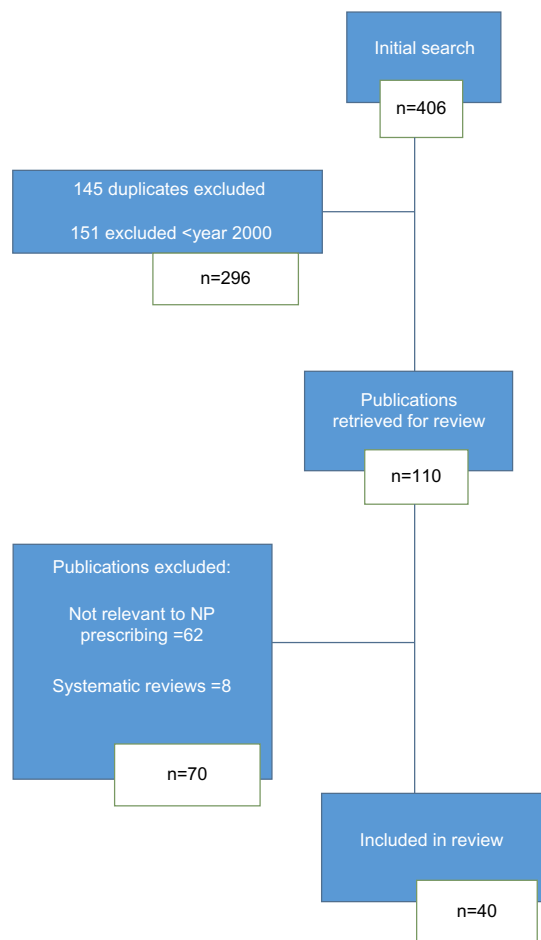 Initial search
n=406
145 duplicates excluded
151 excluded <year 2000
n=296
Publications
retrieved for review
n=110
Publications excluded:
Not relevant to NP
prescribing =62
Systematic reviews =8
n=70
Included in review
n=40